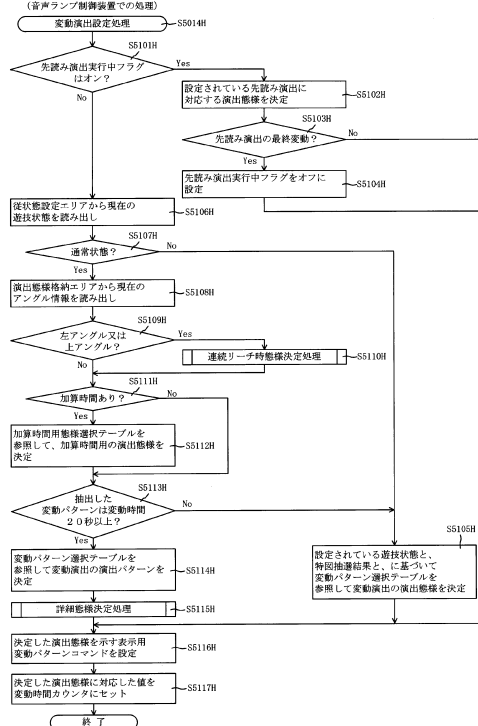 (音声ランプ制御装置での処理)
変動演出設定処理
S5014H
S5101H
先読み演出実行中フラグ
はオン?
Yes
No
設定されている先読み演出に
対応する演出態様を決定
S5102H
S5103H
先読み演出の最終変動?
No
Yes
先読み演出実行中フラグをオフに
設定
S5104H
従状態設定エリアから現在の
遊技状態を読み出し
S5106H
S5107H
通常状態?
No
Yes
演出態様格納エリアから現在の
アングル情報を読み出し
S5108H
S5109H
左アングル又は
上アングル?
Yes
No
連続リーチ時態様決定処理
S5110H
S5111H
加算時間あり?
No
Yes
加算時間用態様選択テーブルを
参照して、加算時間用の演出態様を
決定
S5112H
S5113H
抽出した
変動パターンは変動時間
20秒以上?
No
Yes
S5105H
設定されている遊技状態と、
特図抽選結果と、に基づいて
変動パターン選択テーブルを
参照して変動演出の演出態様を決定
変動パターン選択テーブルを
参照して変動演出の演出パターンを
決定
S5114H
詳細態様決定処理
S5115H
決定した演出態様を示す表示用
変動パターンコマンドを設定
S5116H
決定した演出態様に対応した値を
変動時間カウンタにセット
S5117H
終了